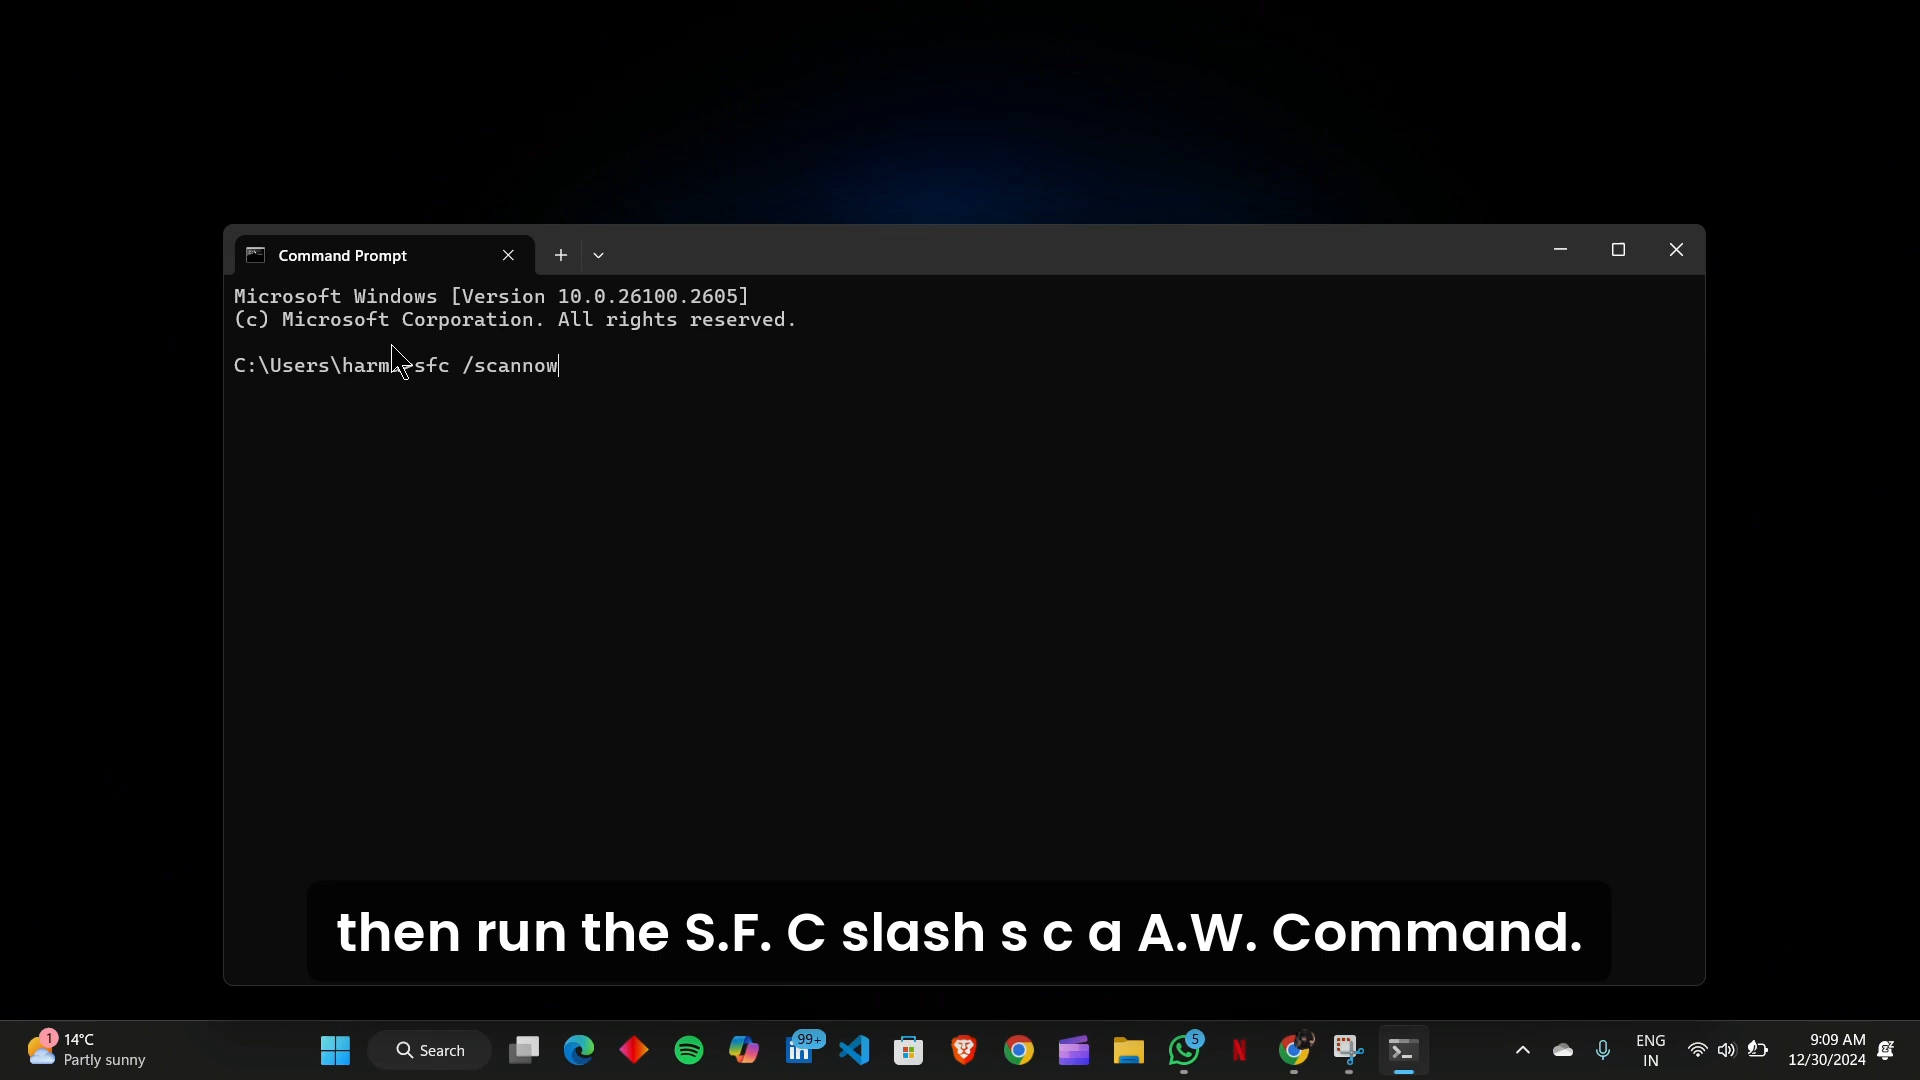 Command Prompt
Microsoft Windows [Version 10.0.26100.2605]
(c) Microsoft Corporation. All rights reserved.
C:\Users\harm sfc /scannow
then run the S.F. C slash s c a A.W. Command.
1
14°C
Partly sunny
Search
99+
5
ENG
IN
9:09 AM
12/30/2024